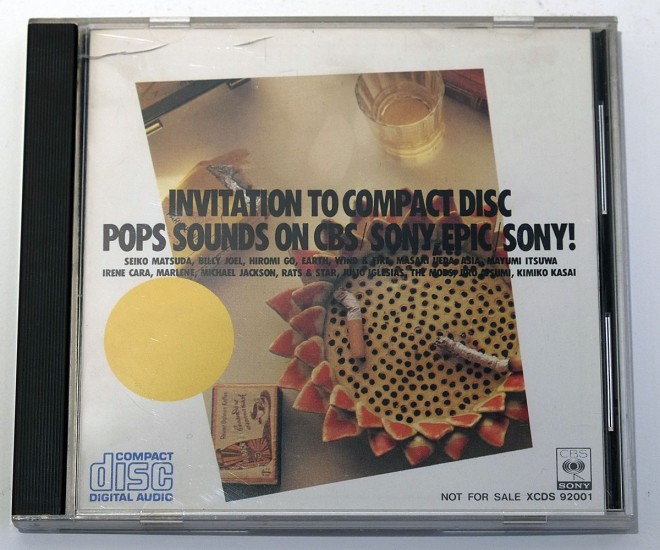 INVITATION TO COMPACT DISC
POPS SOUNDS ON CBS/SONY, EPIC/SONY!
SEIKO MATSUDA, BILLY JOEL, HIROMI GO, EARTH, WIND & FIRE, MASAKI UEDA, ASIA, MAYUMI ITSUWA
IRENE CARA, MARLENE, MICHAEL JACKSON, RATS & STAR, JULIO IGLESIAS, THE MODS, JIRO ATSUMI, KIMIKO KASAI
COMPACT
disc
DIGITAL AUDIO
CBS
SONY
NOT FOR SALE XCDS 92001